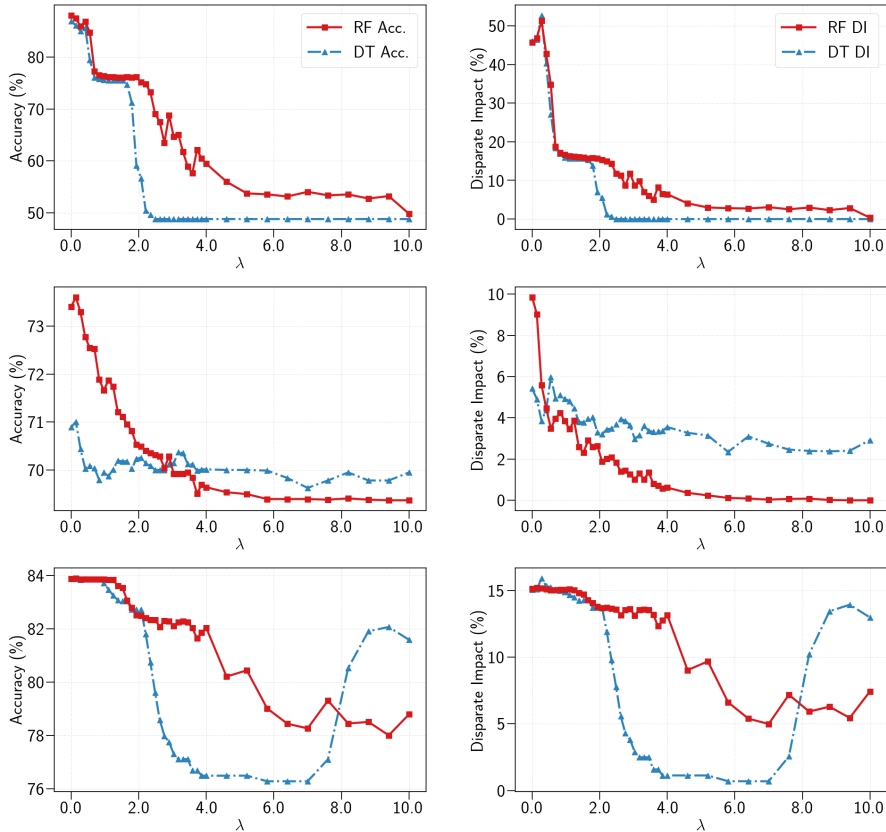 RF Acc.
DT Acc.
Accuracy (%)
80
70
60
50
0.0 2.0 4.0 6.0 8.0 10.0
λ
RF DI
DT DI
Disparate Impact (%)
50
40
30
20
10
0
0.0 2.0 4.0 6.0 8.0 10.0
λ
Accuracy (%)
73
72
71
70
0.0 2.0 4.0 6.0 8.0 10.0
λ
Disparate Impact (%)
10
8
6
4
2
0
0.0 2.0 4.0 6.0 8.0 10.0
λ
Accuracy (%)
84
82
80
78
76
0.0 2.0 4.0 6.0 8.0 10.0
λ
Disparate Impact (%)
15
10
5
0
0.0 2.0 4.0 6.0 8.0 10.0
λ